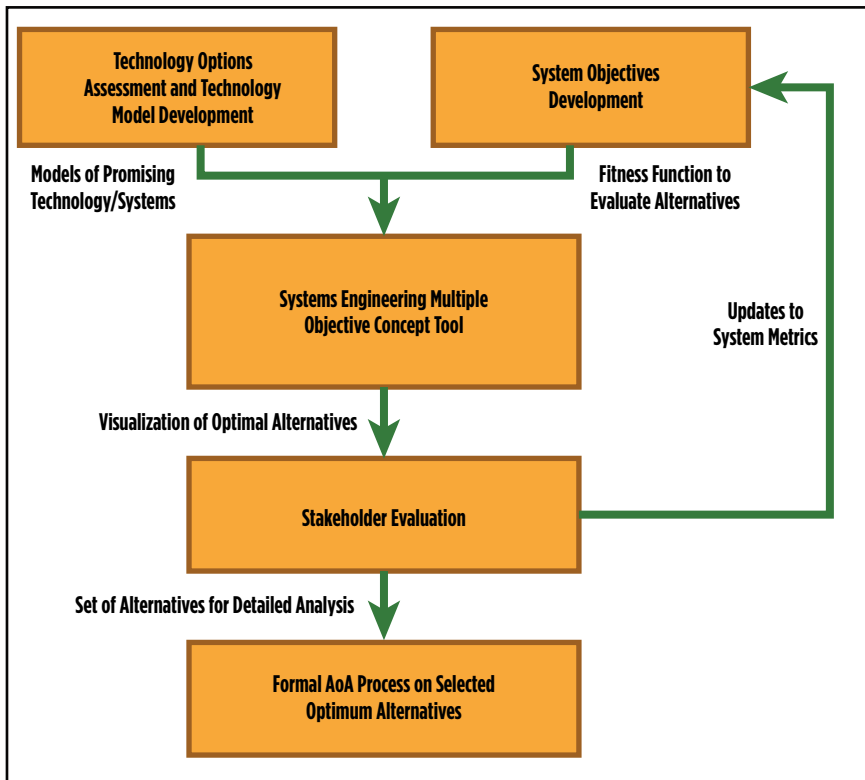 Technology Options
Assessment and Technology
Model Development
System Objectives
Development
Models of Promising
Technology/Systems
Fitness Function to
Evaluate Alternatives
Systems Engineering Multiple
Objective Concept Tool
Updates to
System Metrics
Visualization of Optimal Alternatives
Stakeholder Evaluation
Set of Alternatives for Detailed Analysis
Formal AoA Process on Selected
Optimum Alternatives